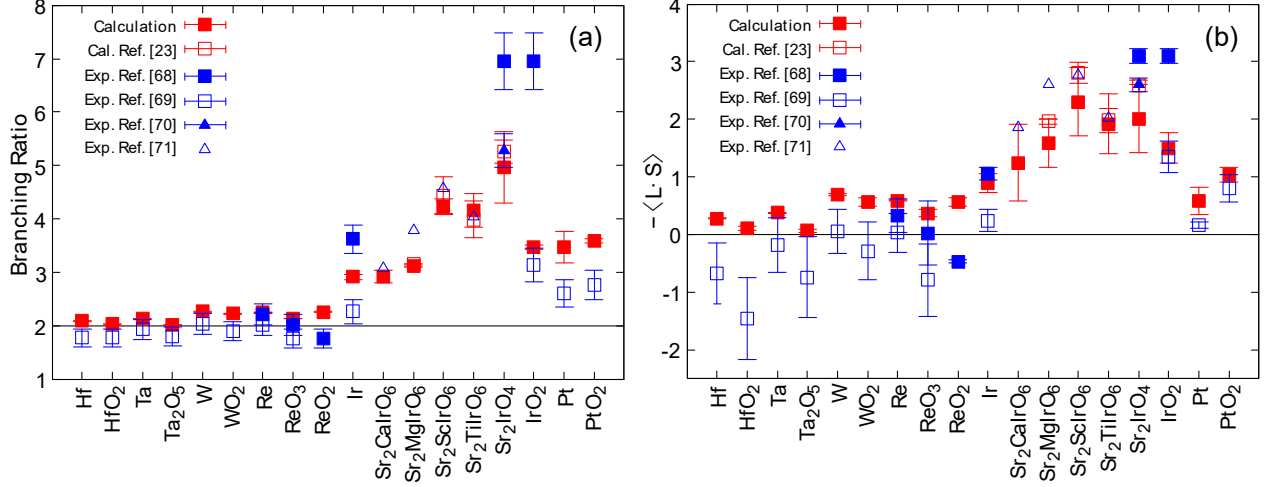 (a)
Calculation
Cal. Ref. [23]
Exp. Ref. [68]
Exp. Ref. [69]
Exp. Ref. [70]
Exp. Ref. [71]
Branching Ratio
8
7
6
5
4
3
2
1
Hf
HfO2
Ta
Ta2O5
W
WO2
Re
ReO3
ReO2
Ir
Sr2CaIrO6
Sr2MgIrO6
Sr2ScIrO6
Sr2TiIrO6
Sr2IrO4
IrO2
Pt
PtO2
(b)
Calculation
Cal. Ref. [23]
Exp. Ref. [68]
Exp. Ref. [69]
Exp. Ref. [70]
Exp. Ref. [71]
− ⟨L· S⟩
4
3
2
1
0
-1
-2
Hf
HfO2
Ta
Ta2O5
W
WO2
Re
ReO3
ReO2
Ir
Sr2CaIrO6
Sr2MgIrO6
Sr2ScIrO6
Sr2TiIrO6
Sr2IrO4
IrO2
Pt
PtO2